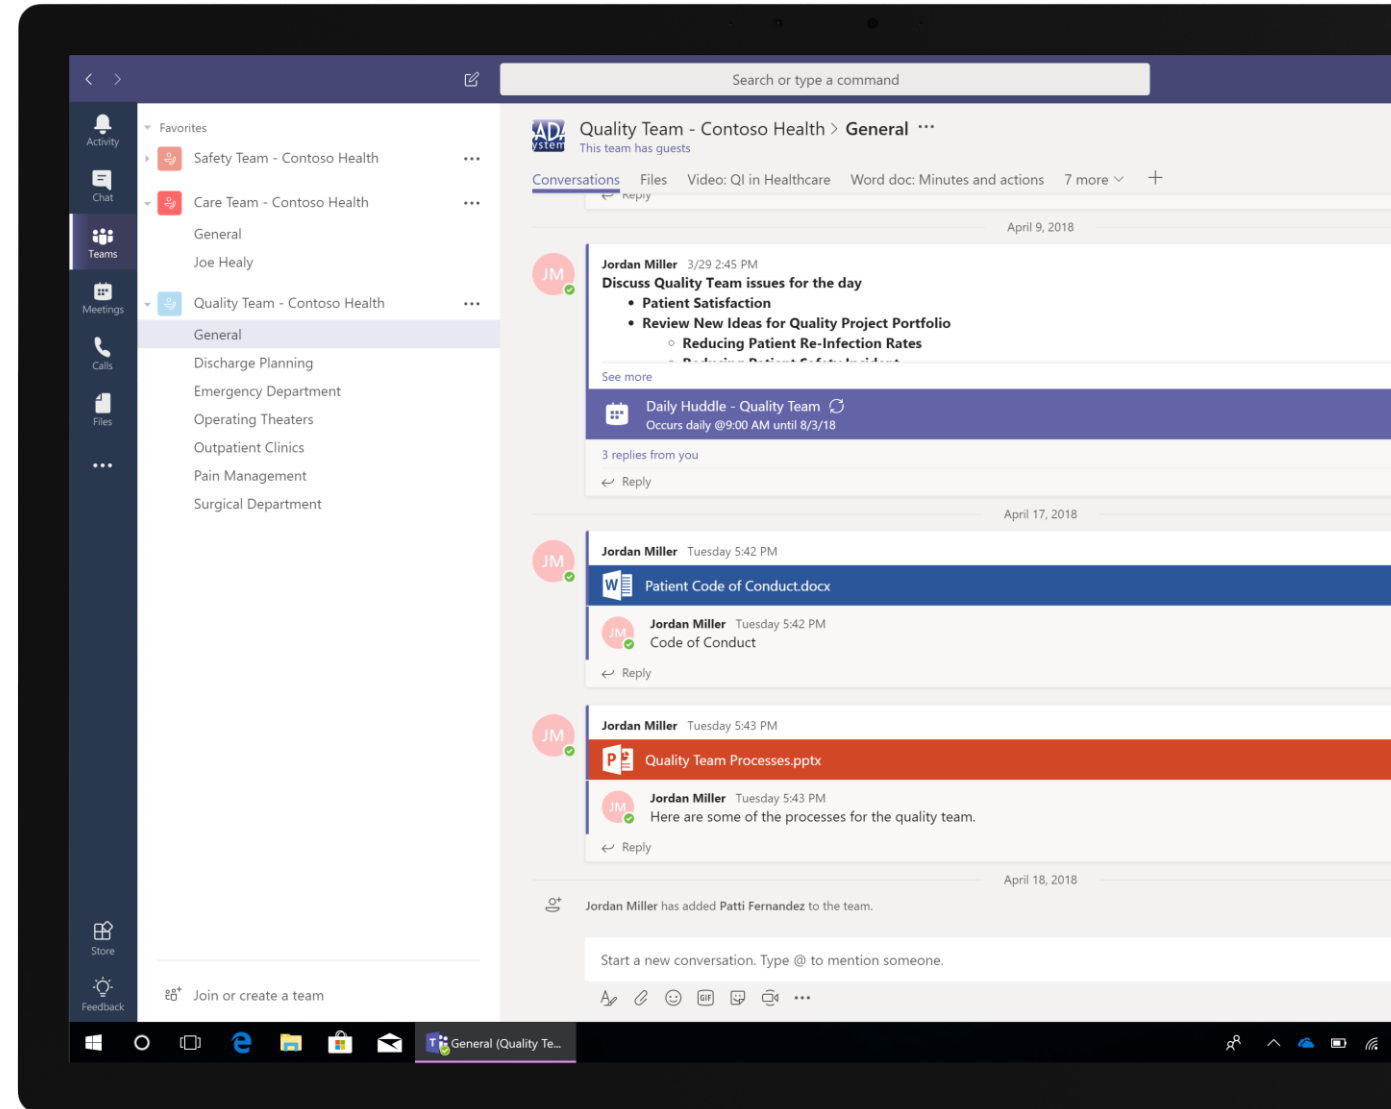 Search or type a command
Activity
Chat
Teams
Meetings
Calls
Files
Store
Feedback
Favorites
Safety Team - Contoso Health
Care Team - Contoso Health
General
Joe Healy
Quality Team - Contoso Health
General
Discharge Planning
Emergency Department
Operating Theaters
Outpatient Clinics
Pain Management
Surgical Department
Join or create a team
Quality Team - Contoso Health > General
This team has guests
Conversations Files Video: QI in Healthcare Word doc: Minutes and actions 7 more
Reply
April 9, 2018
JM
Jordan Miller 3/29 2:45 PM
Discuss Quality Team issues for the day
• Patient Satisfaction
• Review New Ideas for Quality Project Portfolio
○ Reducing Patient Re-Infection Rates
○ Reducing Patient Safety Incident
See more
Daily Huddle - Quality Team
Occurs daily @9:00 AM until 8/3/18
3 replies from you
Reply
April 17, 2018
JM
Jordan Miller Tuesday 5:42 PM
Patient Code of Conduct.docx
JM
Jordan Miller Tuesday 5:42 PM
Code of Conduct
Reply
JM
Jordan Miller Tuesday 5:43 PM
Quality Team Processes.pptx
JM
Jordan Miller Tuesday 5:43 PM
Here are some of the processes for the quality team.
Reply
April 18, 2018
Jordan Miller has added Patti Fernandez to the team.
Start a new conversation. Type @ to mention someone.
GIF
General (Quality Te...